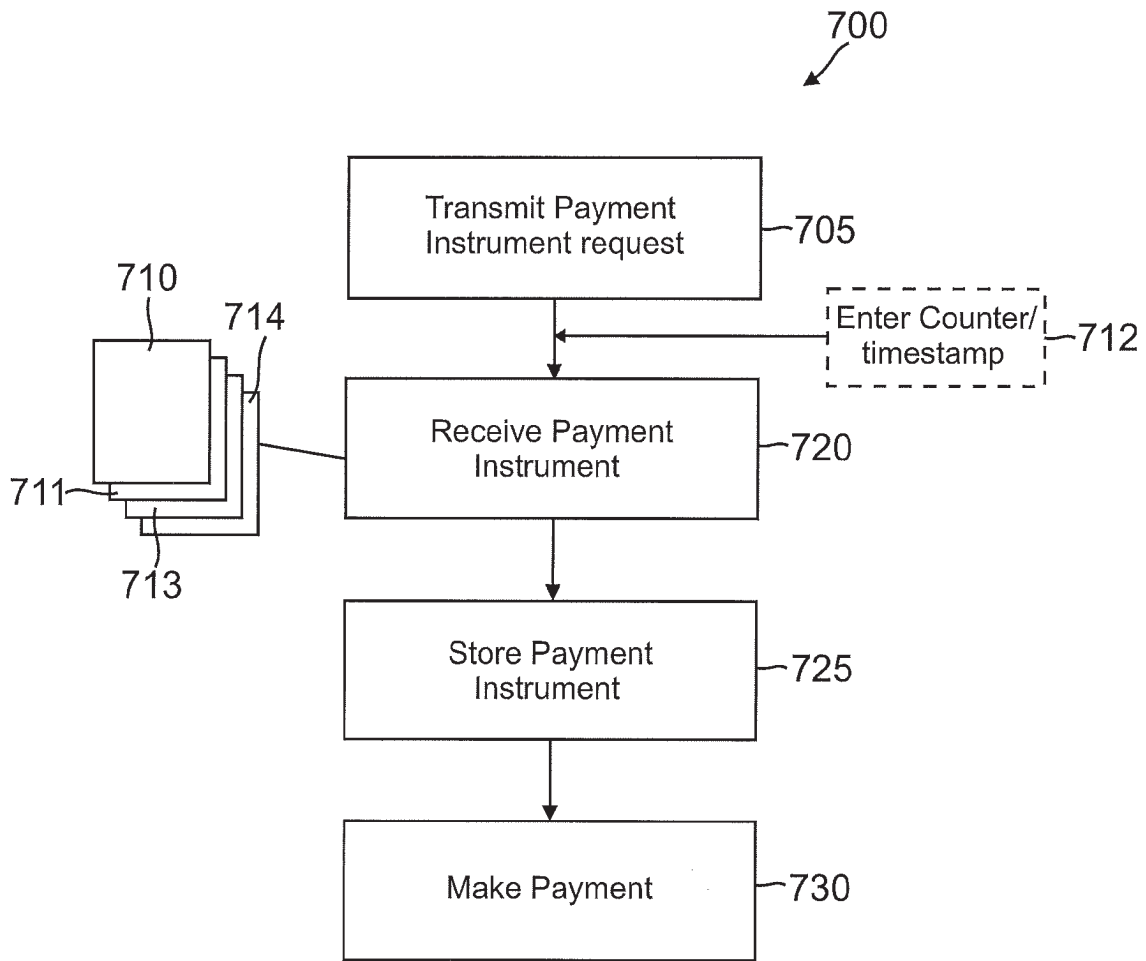 700
Transmit Payment
Instrument request
705
710
714
Enter Counter/
timestamp
712
Receive Payment
Instrument
720
711
713
Store Payment
Instrument
725
Make Payment
730